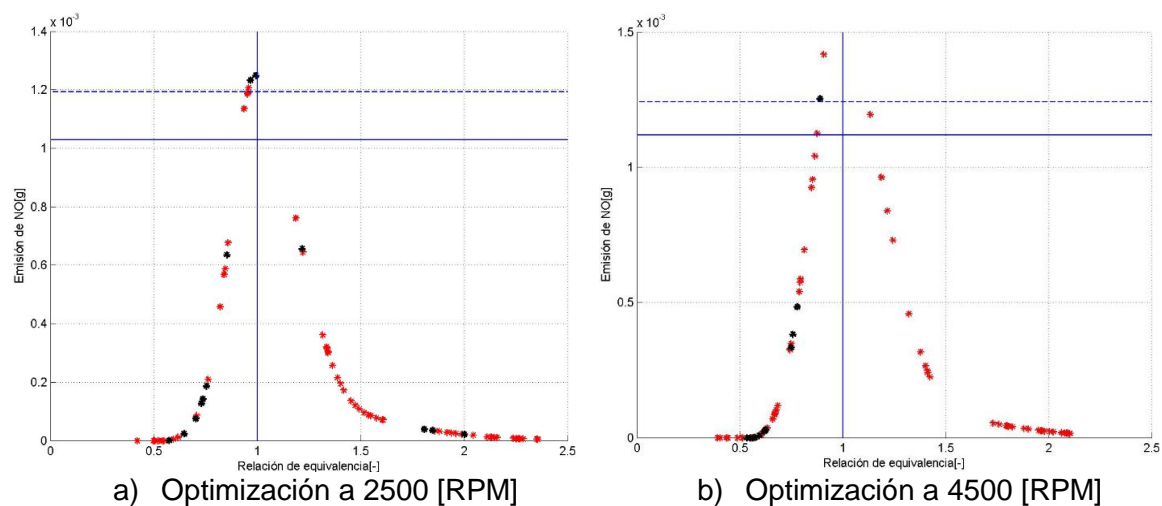 x 10⁻³
1.4
1.2
1
0.8
0.6
0.4
0.2
0
Emisión de NO[g]
0 0.5 1 1.5 2 2.5
Relación de equivalencia[-]
a) Optimización a 2500 [RPM]
x 10⁻³
1.5
1
0.5
0
Emisión de NO[g]
0 0.5 1 1.5 2 2.5
Relación de equivalencia[-]
b) Optimización a 4500 [RPM]